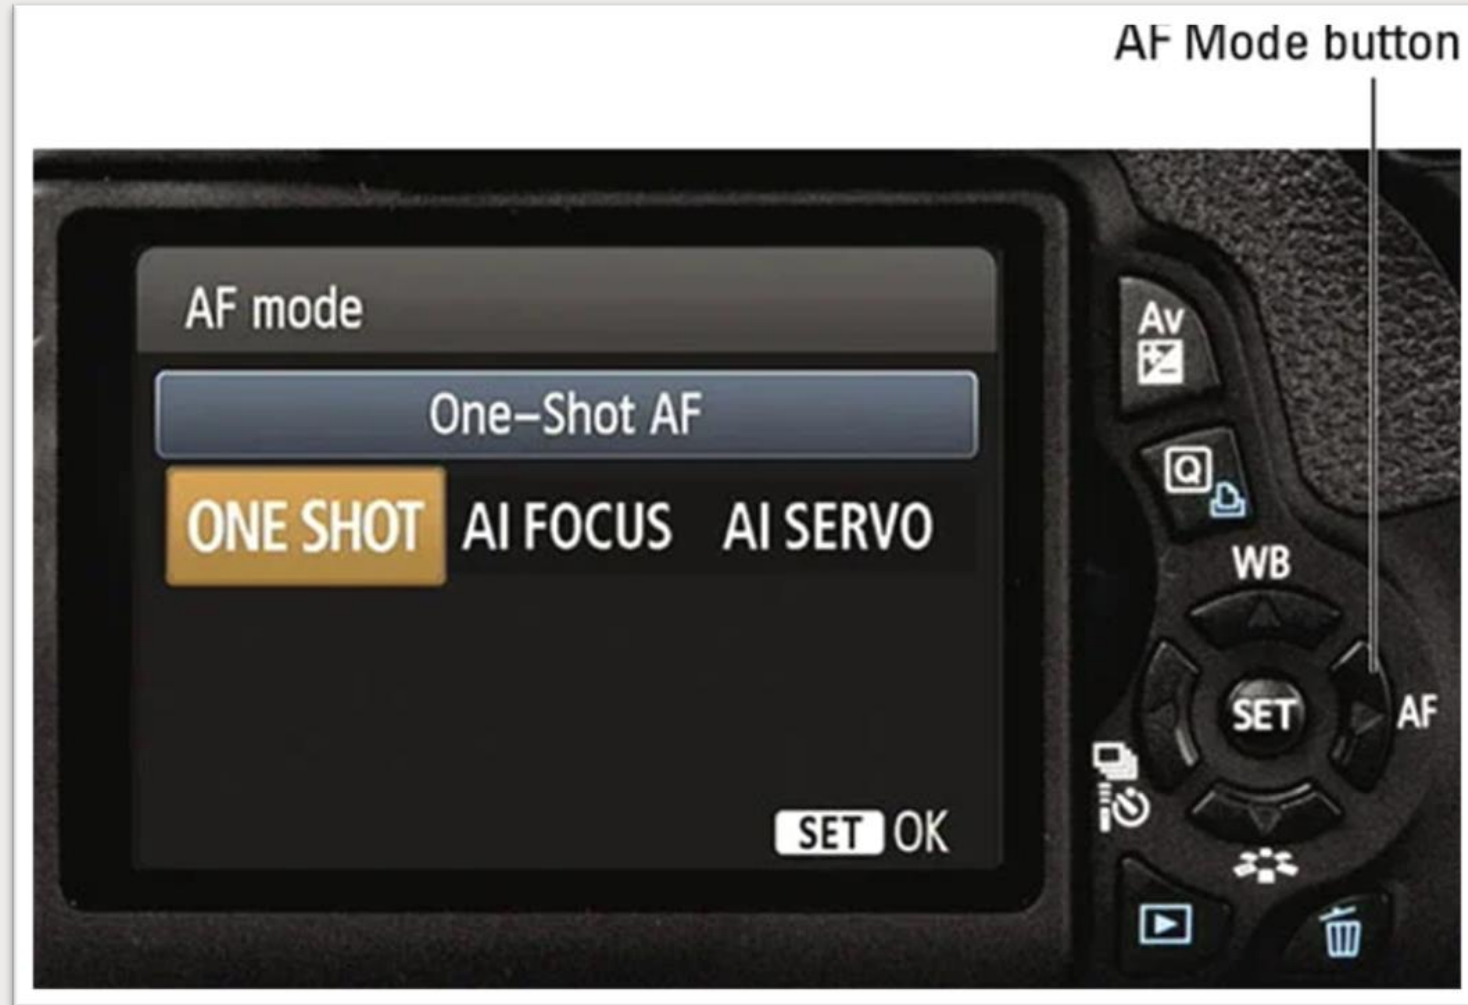 AF Mode button
AF mode
One-Shot AF
ONE SHOT AI FOCUS AI SERVO
SET OK
Av
Q
WB
SET
AF